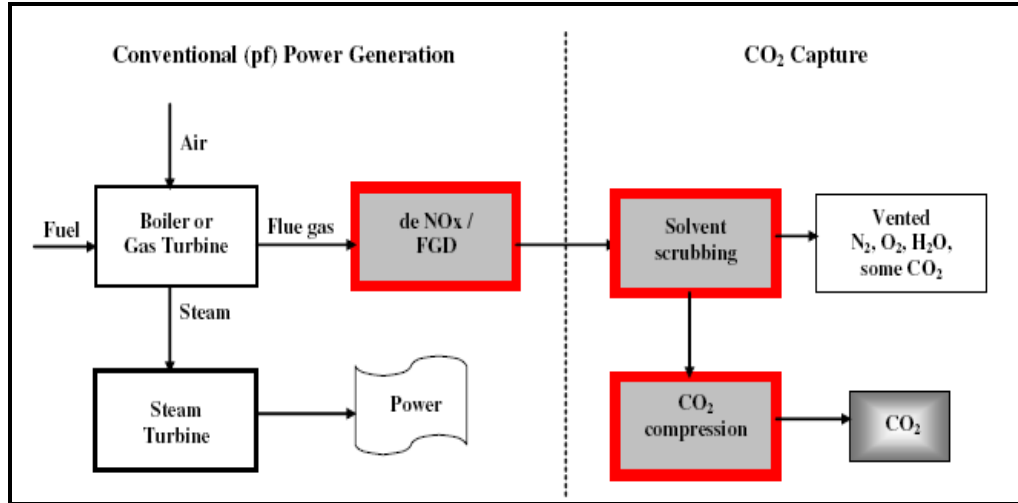 Conventional (pf) Power Generation
CO₂ Capture
Air
Fuel
Boiler or
Gas Turbine
Flue gas
de NOx /
FGD
Solvent
scrubbing
Vented
N₂, O₂, H₂O,
some CO₂
Steam
Steam
Turbine
Power
CO₂
compression
CO₂